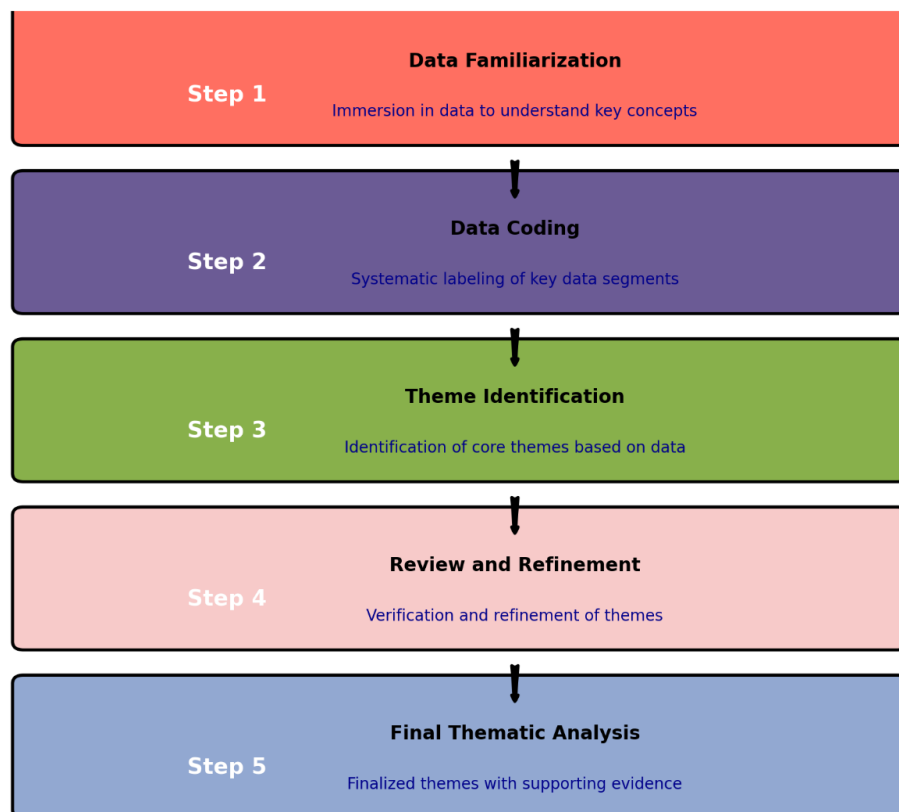 Data Familiarization
Step 1
Immersion in data to understand key concepts
Data Coding
Step 2
Systematic labeling of key data segments
Theme Identification
Step 3
Identification of core themes based on data
Review and Refinement
Step 4
Verification and refinement of themes
Final Thematic Analysis
Step 5
Finalized themes with supporting evidence